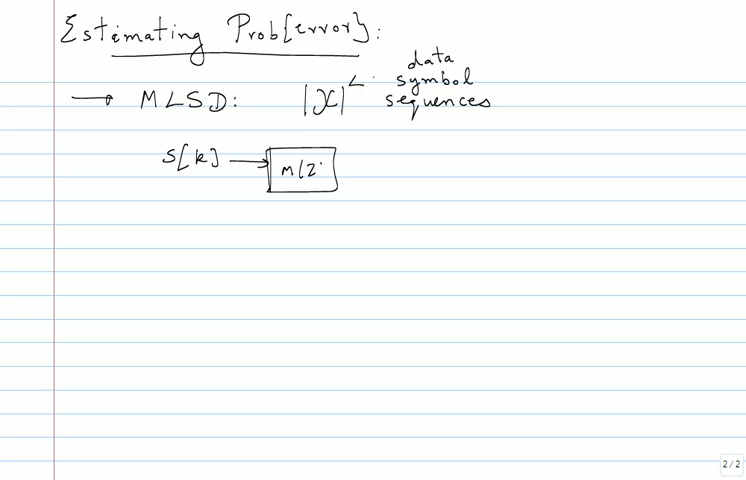 Estimating Prob{error}:
→ MLSD: |X|^L data symbol sequences
S[k] → M(z
2/2